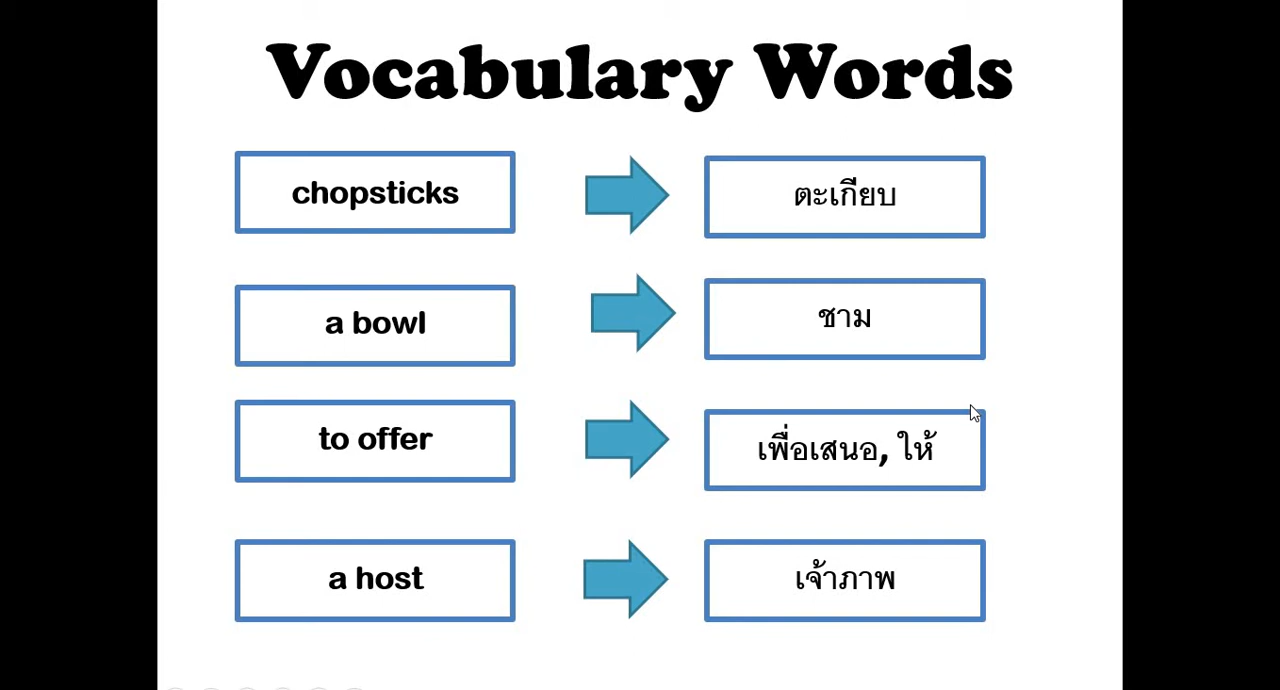 Vocabulary Words
chopsticks
ตะเกียบ
a bowl
ชาม
to offer
เพื่อเสนอ, ให้
a host
เจ้าภาพ